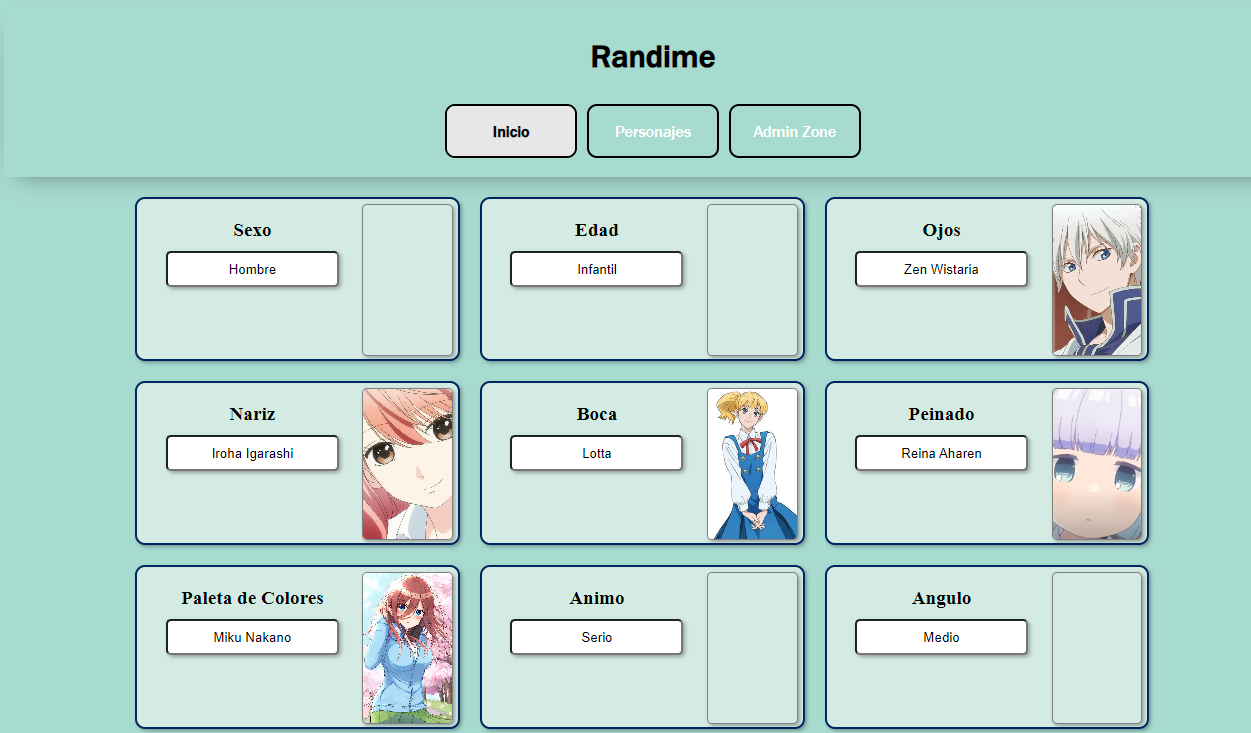 Randime
Inicio
Personajes
Admin Zone
Sexo
Hombre
Edad
Infantil
Ojos
Zen Wistaria
Nariz
Iroha Igarashi
Boca
Lotta
Peinado
Reina Aharen
Paleta de Colores
Miku Nakano
Animo
Serio
Angulo
Medio